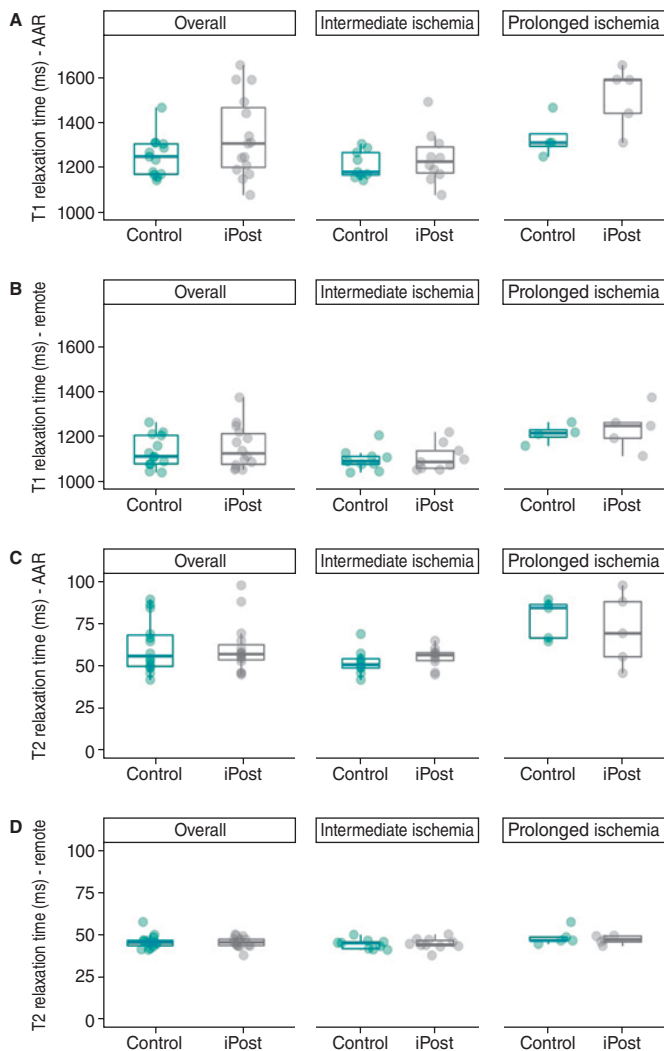 A
T1 relaxation time (ms) - AAR
Overall
Intermediate ischemia
Prolonged ischemia
1600
1400
1200
1000
Control
iPost
Control
iPost
Control
iPost
B
T1 relaxation time (ms) - remote
Overall
Intermediate ischemia
Prolonged ischemia
1600
1400
1200
1000
Control
iPost
Control
iPost
Control
iPost
C
T2 relaxation time (ms) - AAR
Overall
Intermediate ischemia
Prolonged ischemia
100
75
50
25
0
Control
iPost
Control
iPost
Control
iPost
D
T2 relaxation time (ms) - remote
Overall
Intermediate ischemia
Prolonged ischemia
100
75
50
25
0
Control
iPost
Control
iPost
Control
iPost